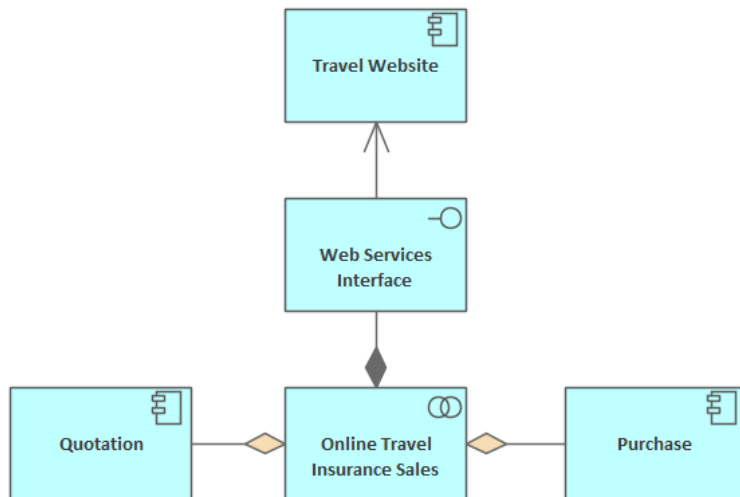 Travel Website
Web Services
Interface
Quotation
Online Travel
Insurance Sales
Purchase